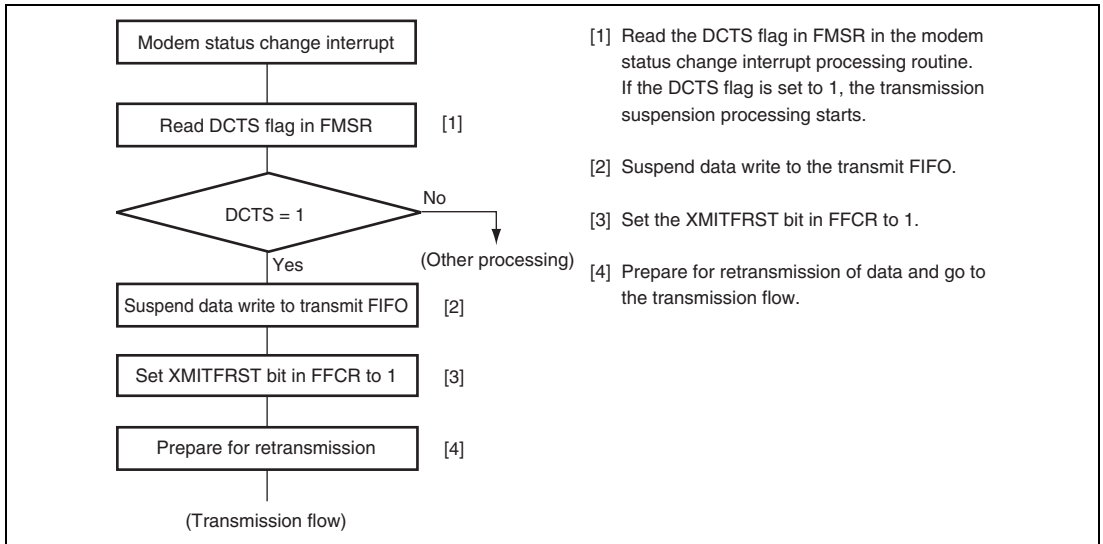 Modem status change interrupt
Read DCTS flag in FMSR
[1]
DCTS = 1
No
Yes
(Other processing)
Suspend data write to transmit FIFO
[2]
Set XMITFRST bit in FFCR to 1
[3]
Prepare for retransmission
[4]
(Transmission flow)
[1] Read the DCTS flag in FMSR in the modem
status change interrupt processing routine.
If the DCTS flag is set to 1, the transmission
suspension processing starts.
[2] Suspend data write to the transmit FIFO.
[3] Set the XMITFRST bit in FFCR to 1.
[4] Prepare for retransmission of data and go to
the transmission flow.